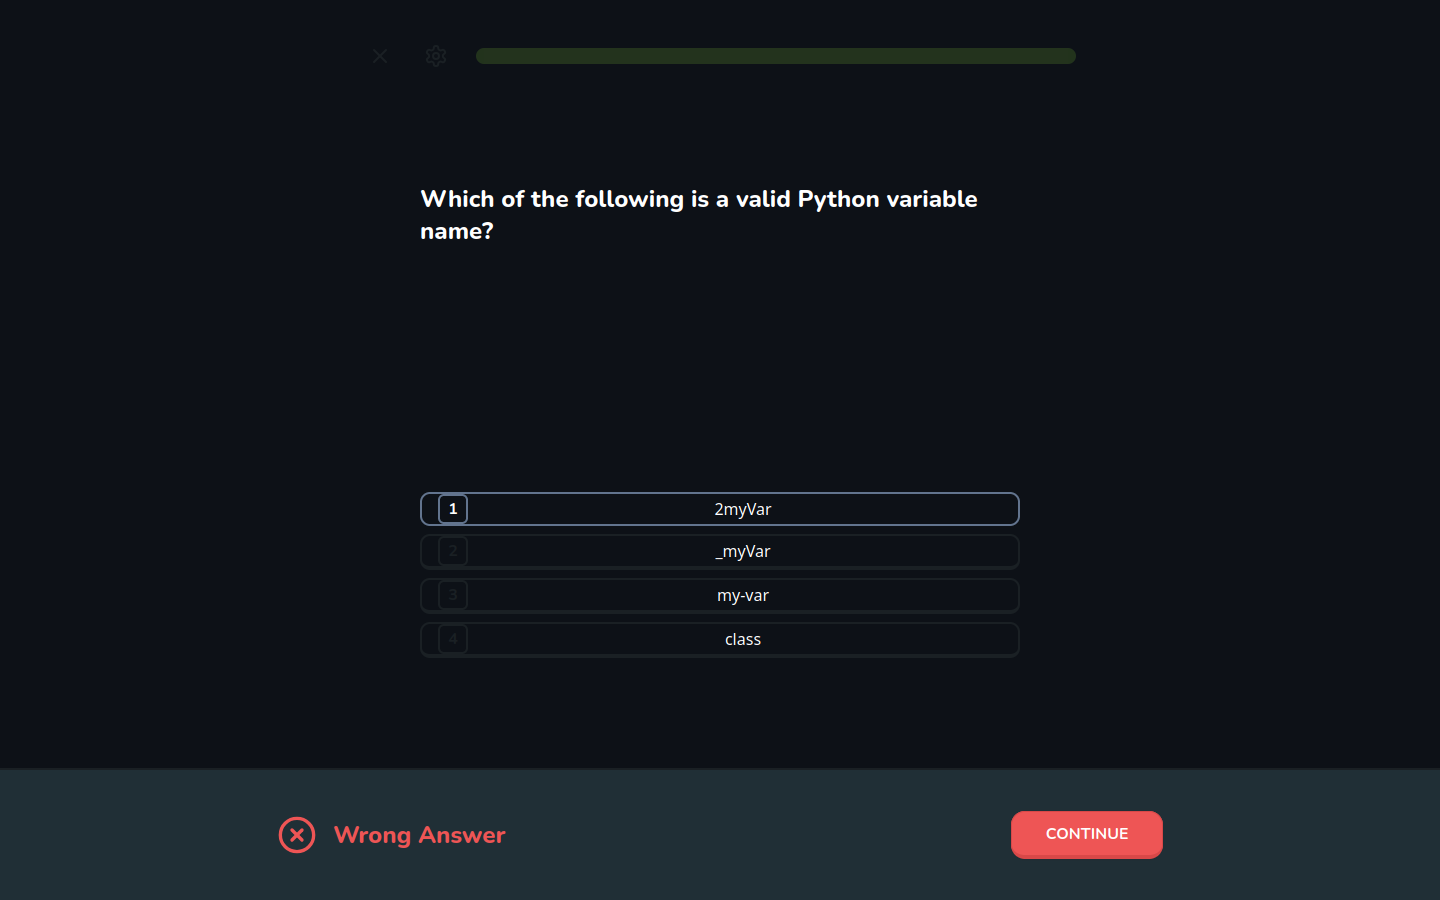 Which of the following is a valid Python variable
name?
1 2myVar
2 _myVar
3 my-var
4 class
Wrong Answer
CONTINUE